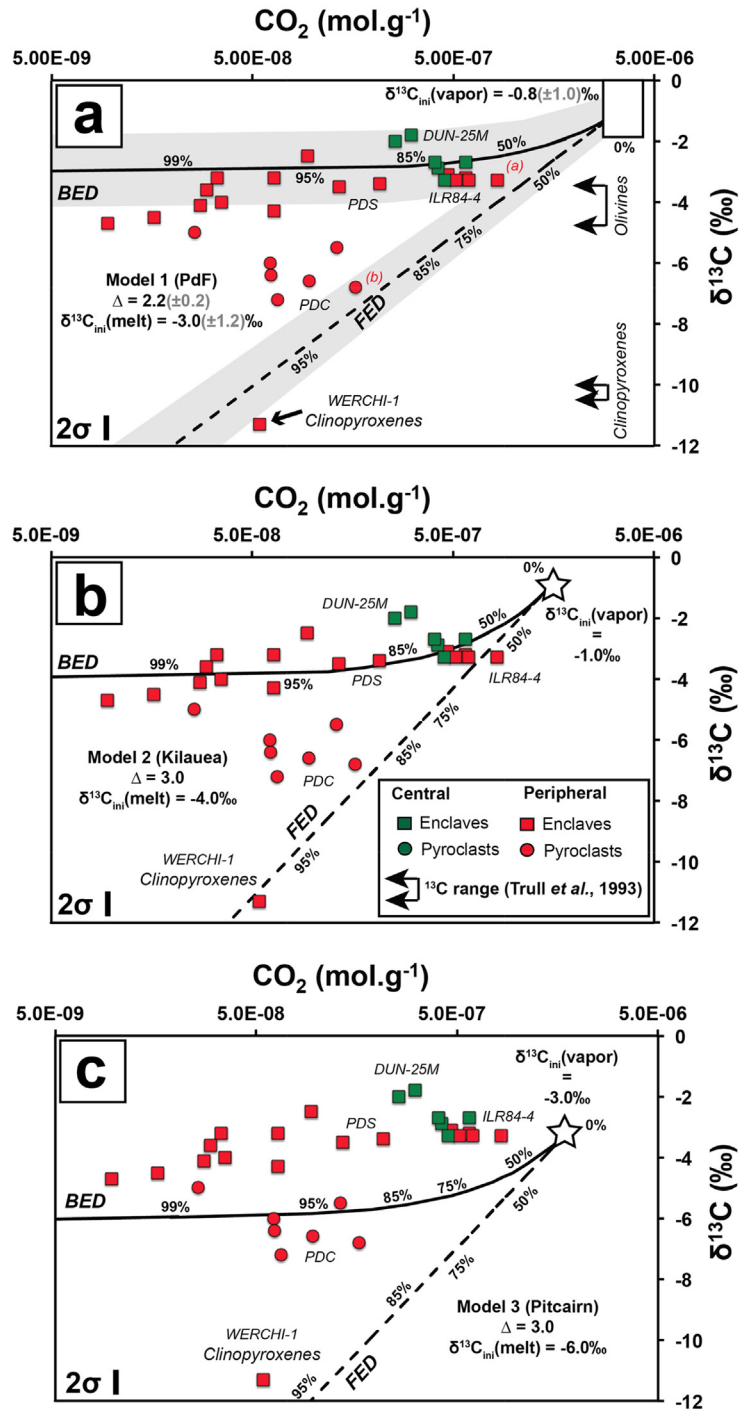 CO₂ (mol.g⁻¹)
5.00E-09 5.00E-08 5.00E-07 5.00E-06
a
δ¹³Cᵢₙᵢ(vapor) = -0.8(±1.0)‰
0
DUN-25M
-2
99% 85% 50% 0%
BED 95% (a) 50%
PDS ILR84-4 Olivines
-4
75%
85%
δ¹³C (‰)
-6
Model 1 (PdF) (b)
Δ = 2.2(±0.2) PDC FED
δ¹³Cᵢₙᵢ(melt) = -3.0(±1.2)‰
-8
95%
-10
WERCHI-1
Clinopyroxenes Clinopyroxenes
2σ
-12
CO₂ (mol.g⁻¹)
5.00E-09 5.00E-08 5.00E-07 5.00E-06
b
0
0%
DUN-25M 50% δ¹³Cᵢₙᵢ(vapor)
-2
=
50% -1.0‰
BED 99% 85%
95% PDS ILR84-4
-4
75%
δ¹³C (‰)
85%
-6
Model 2 (Kilauea)
Δ = 3.0 PDC
δ¹³Cᵢₙᵢ(melt) = -4.0‰
-8
FED
Central Peripheral
Enclaves Enclaves
Pyroclasts Pyroclasts
95%
-10
WERCHI-1
Clinopyroxenes
¹³C range (Trull et al., 1993)
2σ
-12
CO₂ (mol.g⁻¹)
5.00E-09 5.00E-08 5.00E-07 5.00E-06
c
0
δ¹³Cᵢₙᵢ(vapor)
=
-3.0‰
DUN-25M
-2
PDS ILR84-4
0%
50%
-4
75%
85%
BED 99% 95% 50%
-6
δ¹³C (‰)
PDC
75%
-8
85%
Model 3 (Pitcairn)
Δ = 3.0
δ¹³Cᵢₙᵢ(melt) = -6.0‰
-10
WERCHI-1
Clinopyroxenes
FED
95%
2σ
-12